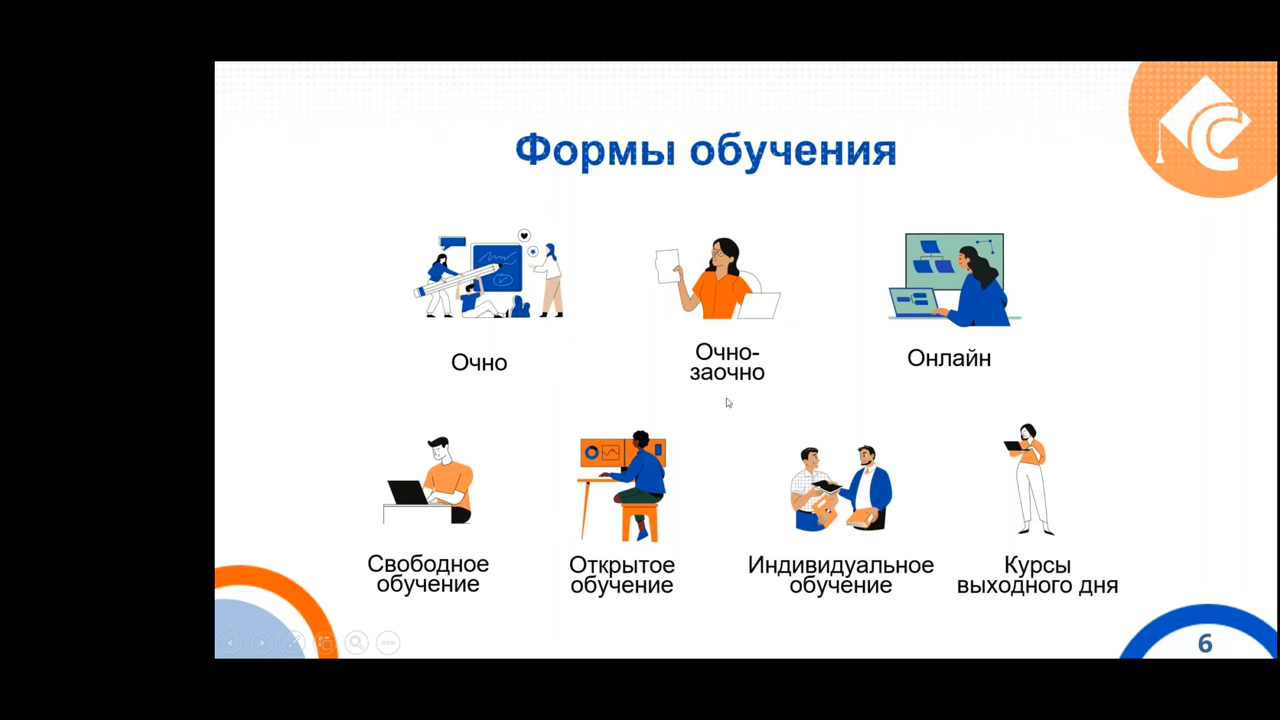 Формы обучения
Очно
Очно-
заочно
Онлайн
Свободное
обучение
Открытое
обучение
Индивидуальное
обучение
Курсы
выходного дня
6